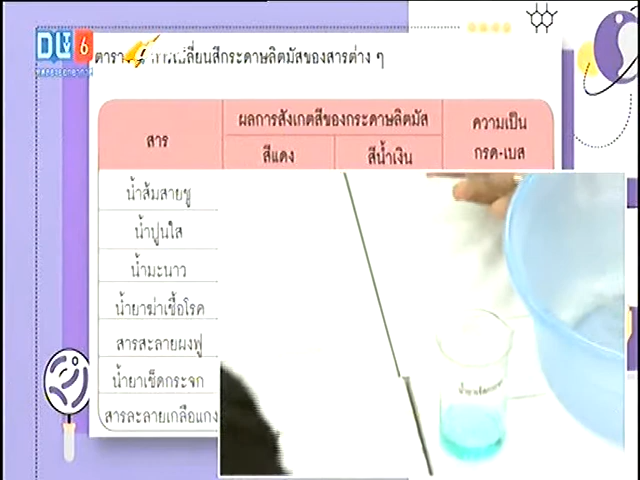 DLTV 6
การเปลี่ยนสีกระดาษลิตมัสของสารต่าง ๆ
สาร
ผลการสังเกตสีของกระดาษลิตมัส
ความเป็น
กรด-เบส
สีแดง
สีน้ำเงิน
น้ำส้มสายชู
น้ำปูนใส
น้ำมะนาว
น้ำยาฆ่าเชื้อโรค
สารละลายผงฟู
น้ำยาเช็ดกระจก
สารละลายเกลือแกง